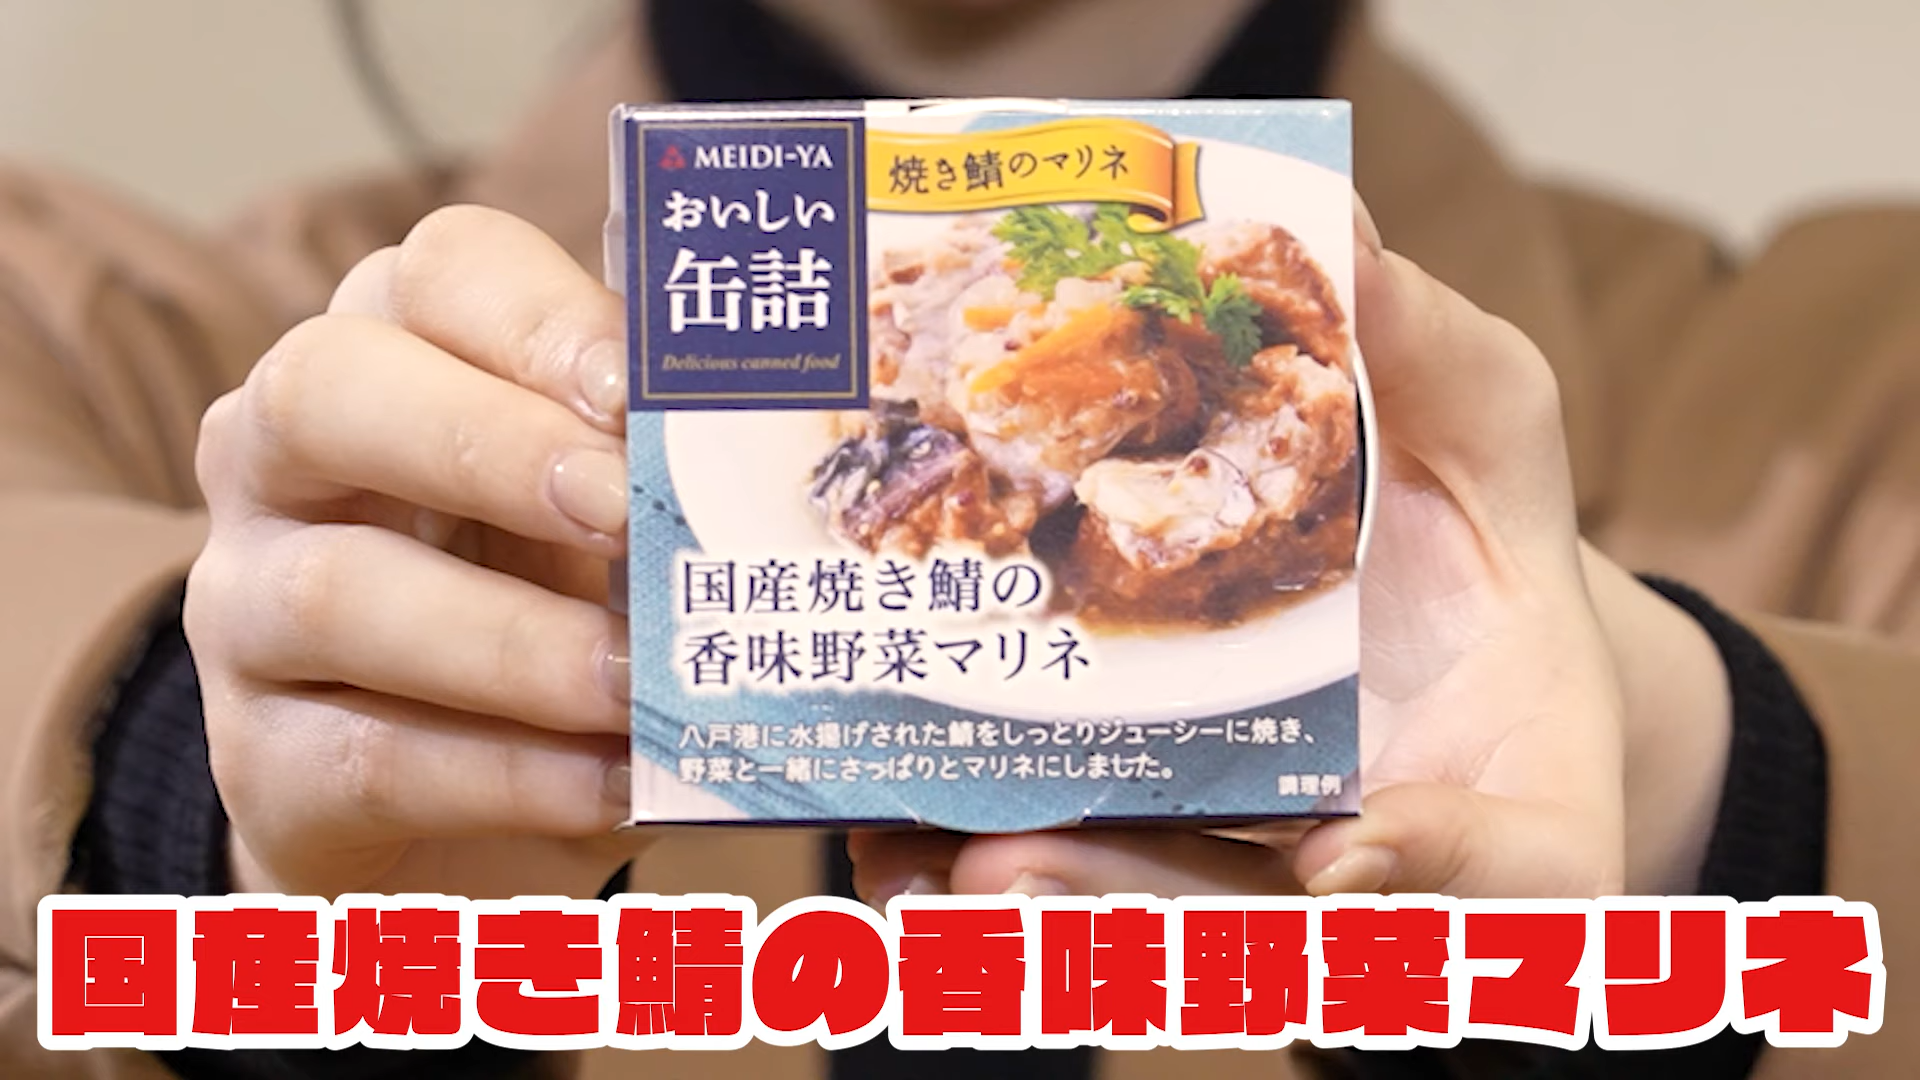 MEIDI-YA
おいしい
缶詰
Delicious canned food
焼き鯖のマリネ
国産焼き鯖の
香味野菜マリネ
八戸港に水揚げされた鯖をしっとりジューシーに焼き、
野菜と一緒にさっぱりとマリネにしました。
調理例
国産焼き鯖の香味野菜マリネ